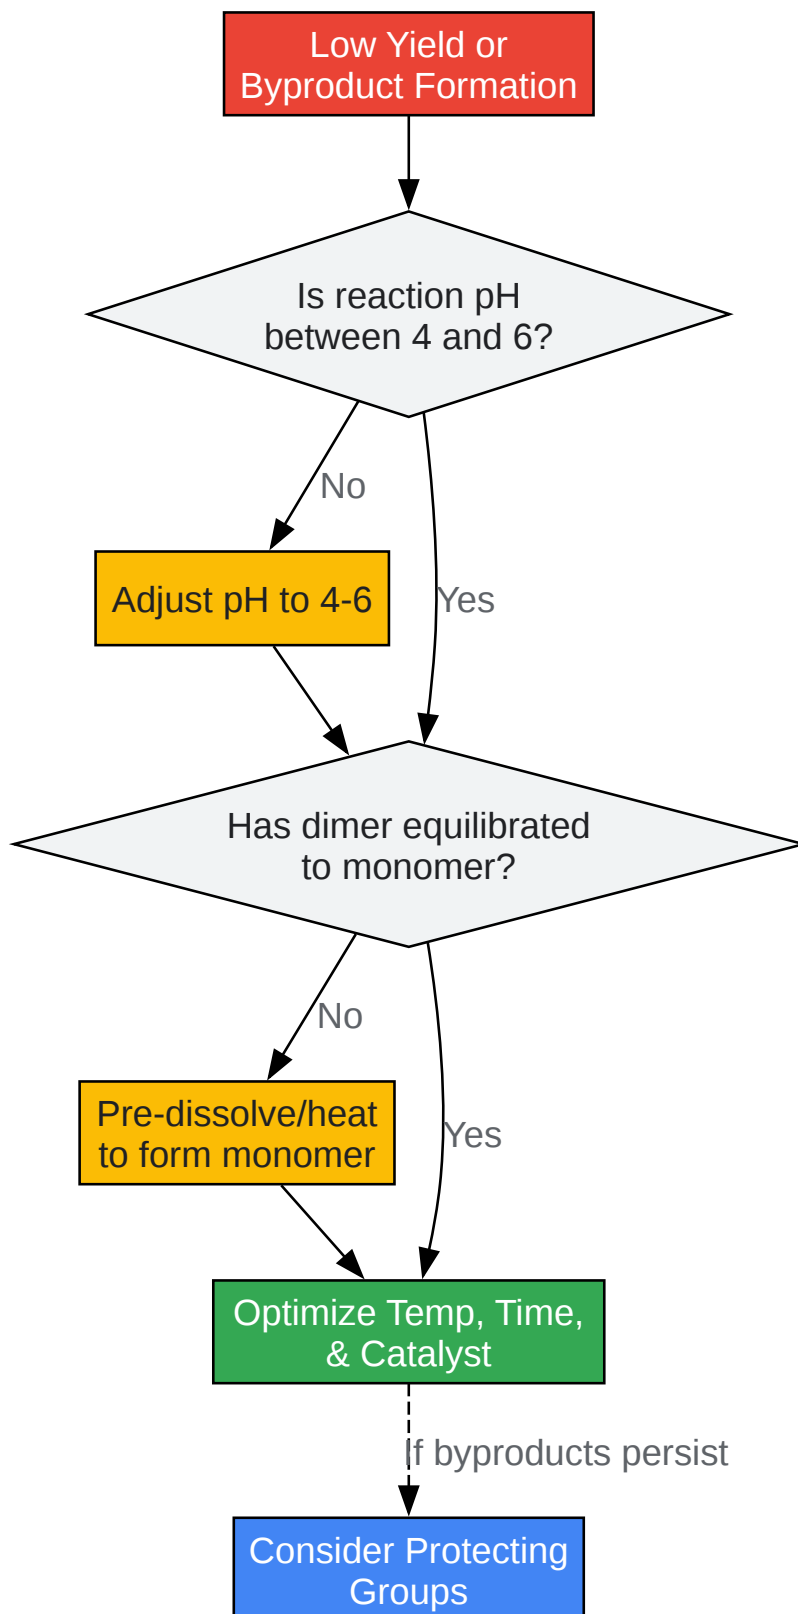 Low Yield or
Byproduct Formation
Is reaction pH
between 4 and 6?
No
Adjust pH to 4-6
Yes
Has dimer equilibrated
to monomer?
No
Pre-dissolve/heat
to form monomer
Yes
Optimize Temp, Time,
& Catalyst
If byproducts persist
Consider Protecting
Groups